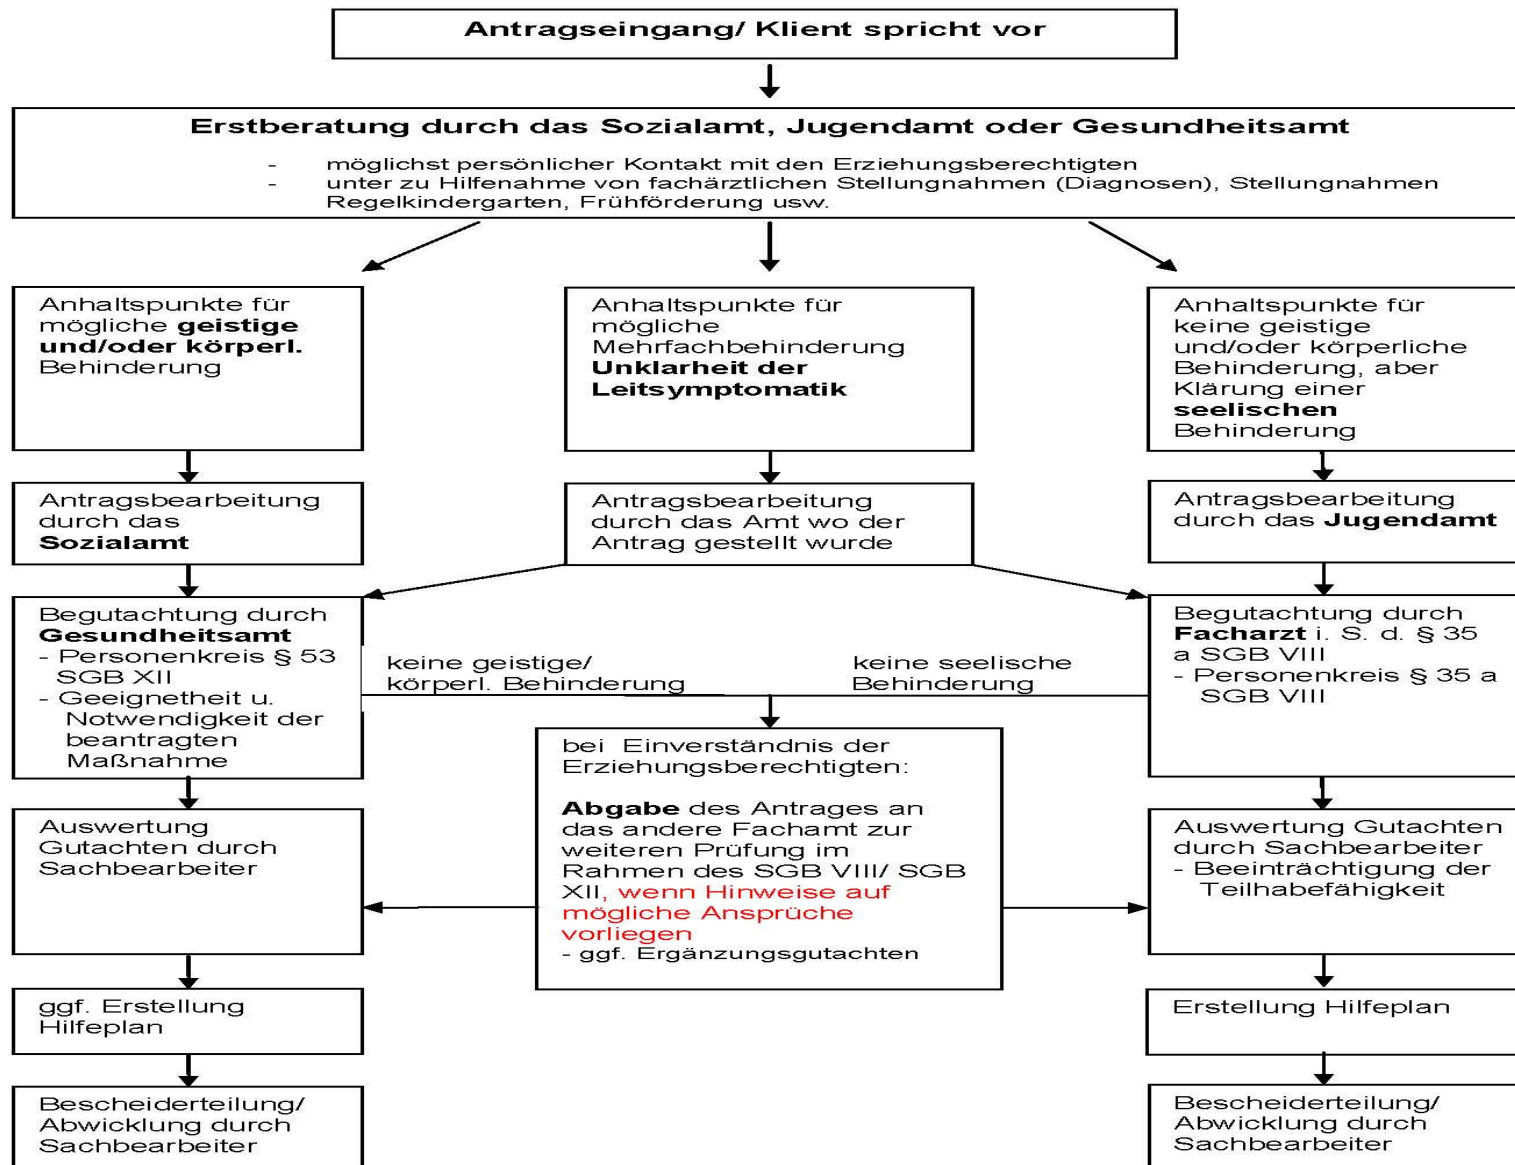 Antragseingang/ Klient spricht vor
Erstberatung durch das Sozialamt, Jugendamt oder Gesundheitsamt
- möglichst persönlicher Kontakt mit den Erziehungsberechtigten
- unter zu Hilfenahme von fachärztlichen Stellungnahmen (Diagnosen), Stellungnahmen
Regelkindergarten, Frühförderung usw.
Anhaltspunkte für
mögliche geistige
und/oder körperl.
Behinderung
Anhaltspunkte für
mögliche
Mehrfachbehinderung
Unklarheit der
Leitsymptomatik
Anhaltspunkte für
keine geistige
und/oder körperliche
Behinderung, aber
Klärung einer
seelischen
Behinderung
Antragsbearbeitung
durch das
Sozialamt
Antragsbearbeitung
durch das Amt wo der
Antrag gestellt wurde
Antragsbearbeitung
durch das Jugendamt
Begutachtung durch
Gesundheitsamt
- Personenkreis § 53
SGB XII
- Geeignetheit u.
Notwendigkeit der
beantragten
Maßnahme
keine geistige/
körperl. Behinderung
keine seelische
Behinderung
Begutachtung durch
Facharzt i. S. d. § 35
a SGB VIII
- Personenkreis § 35 a
SGB VIII
bei Einverständnis der
Erziehungsberechtigten:
Abgabe des Antrages an
das andere Fachamt zur
weiteren Prüfung im
Rahmen des SGB VIII/ SGB
XII, wenn Hinweise auf
mögliche Ansprüche
vorliegen
- ggf. Ergänzungsgutachten
Auswertung
Gutachten durch
Sachbearbeiter
Auswertung Gutachten
durch Sachbearbeiter
- Beeinträchtigung der
Teilhabefähigkeit
ggf. Erstellung
Hilfeplan
Erstellung Hilfeplan
Bescheiderteilung/
Abwicklung durch
Sachbearbeiter
Bescheiderteilung/
Abwicklung durch
Sachbearbeiter